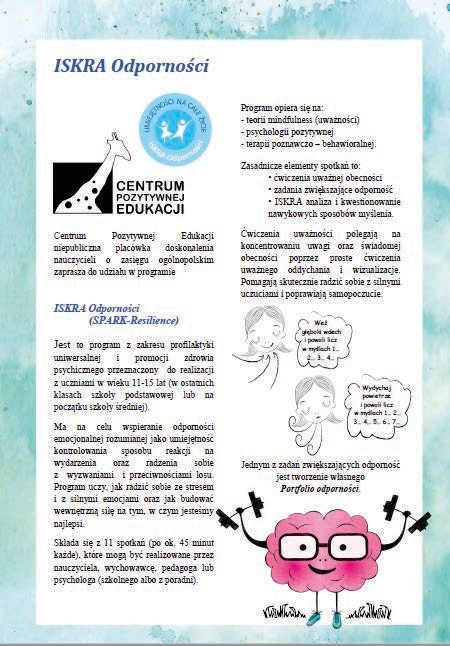 ISKRA Odporności
UMIEJĘTNOŚCI NA CAŁE ŻYCIE
ISKRA Odporności
CENTRUM
POZYTYWNEJ
EDUKACJI
Centrum Pozytywnej Edukacji
niepubliczna placówka doskonalenia
nauczycieli o zasięgu ogólnopolskim
zaprasza do udziału w programie
ISKRA Odporności
(SPARK-Resilience)
Jest to program z zakresu profilaktyki
uniwersalnej i promocji zdrowia
psychicznego przeznaczony do realizacji
z uczniami w wieku 11-15 lat (w ostatnich
klasach szkoły podstawowej lub na
początku szkoły średniej).
Ma na celu wspieranie odporności
emocjonalnej rozumianej jako umiejętność
kontrolowania sposobu reakcji na
wydarzenia oraz radzenia sobie
z wyzwaniami i przeciwnościami losu.
Program uczy, jak radzić sobie ze stresem
i z silnymi emocjami oraz jak budować
wewnętrzną siłę na tym, w czym jesteśmy
najlepsi.
Składa się z 11 spotkań (po ok. 45 minut
każde), które mogą być realizowane przez
nauczyciela, wychowawcę, pedagoga lub
psychologa (szkolnego albo z poradni).
Program opiera się na:
- teorii mindfulness (uważności)
- psychologii pozytywnej
- terapii poznawczo – behawioralnej.
Zasadnicze elementy spotkań to:
• ćwiczenia uważnej obecności
• zadania zwiększające odporność
• ISKRA analiza i kwestionowanie
nawykowych sposobów myślenia.
Ćwiczenia uważności polegają na
koncentrowaniu uwagi oraz świadomej
obecności poprzez proste ćwiczenia
uważnego oddychania i wizualizacje.
Pomagają skutecznie radzić sobie z silnymi
uczuciami i poprawiają samopoczucie.
Weź
głęboki wdech
i powoli licz
w myślach 1...
2... 3... 4...
Wydychaj
powietrze
i powoli licz
w myślach 1... 2...
3... 4... 5... 6... 7...
Jednym z zadań zwiększających odporność
jest tworzenie własnego
Portfolio odporności.